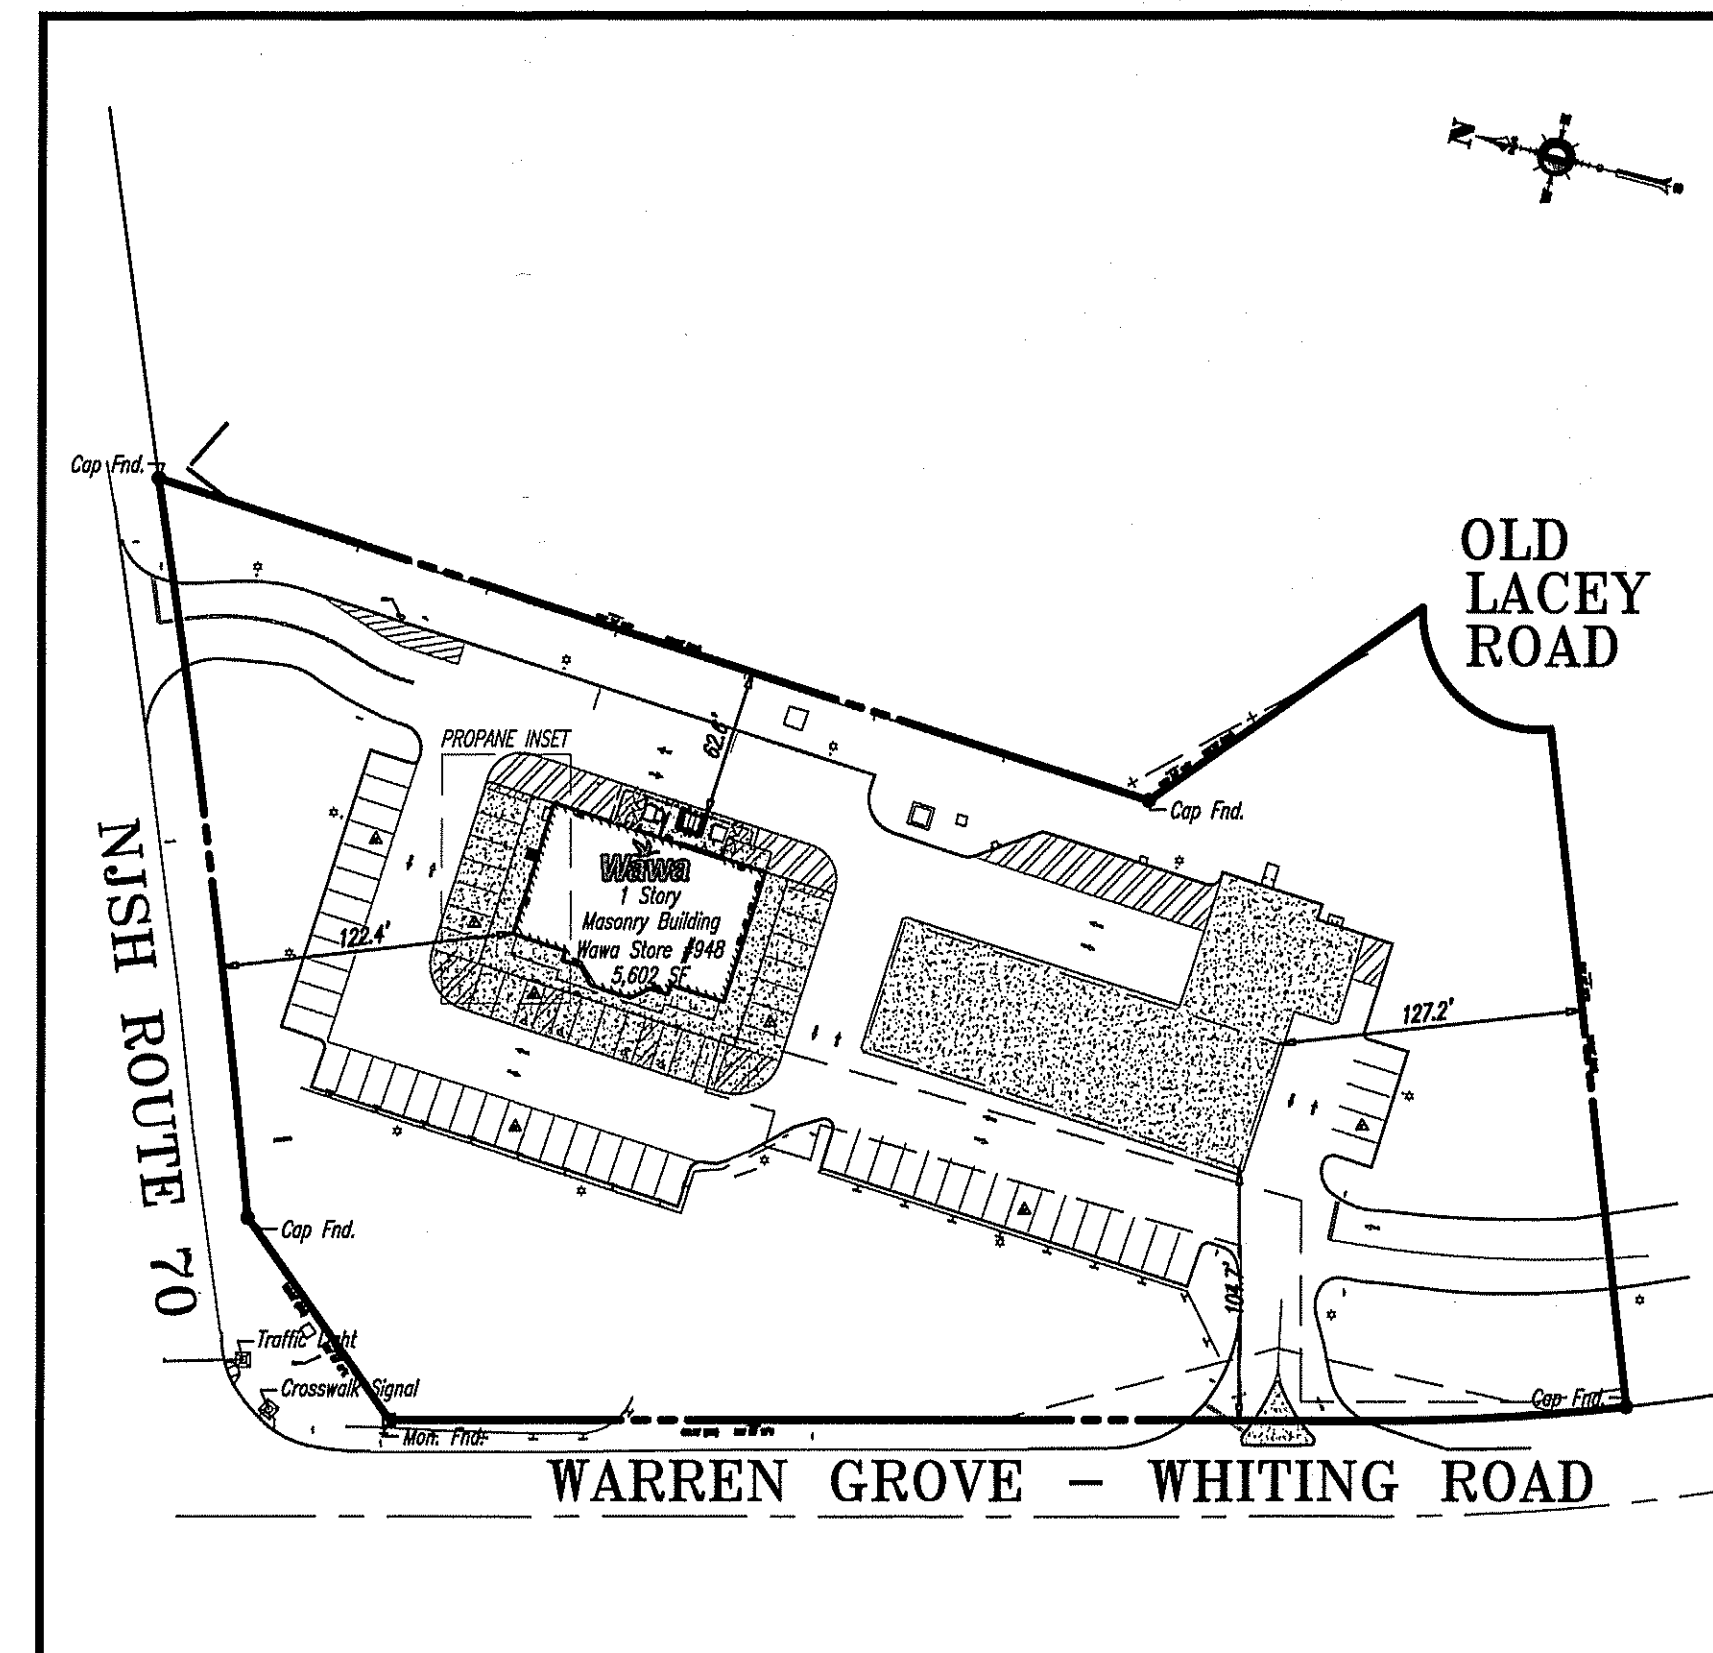 N
Cap Fnd.
OLD
LACEY
ROAD
62.6'
PROPANE INSET
Cap Fnd.
Wawa
1 Story
Masonry Building
Wawa Store #948
5,602 SF
122.4'
127.2'
NJSH ROUTE 70
Cap Fnd.
104.7'
Traffic Light
Crosswalk Signal
Cap Fnd.
Mon. Fnd.
WARREN GROVE - WHITING ROAD